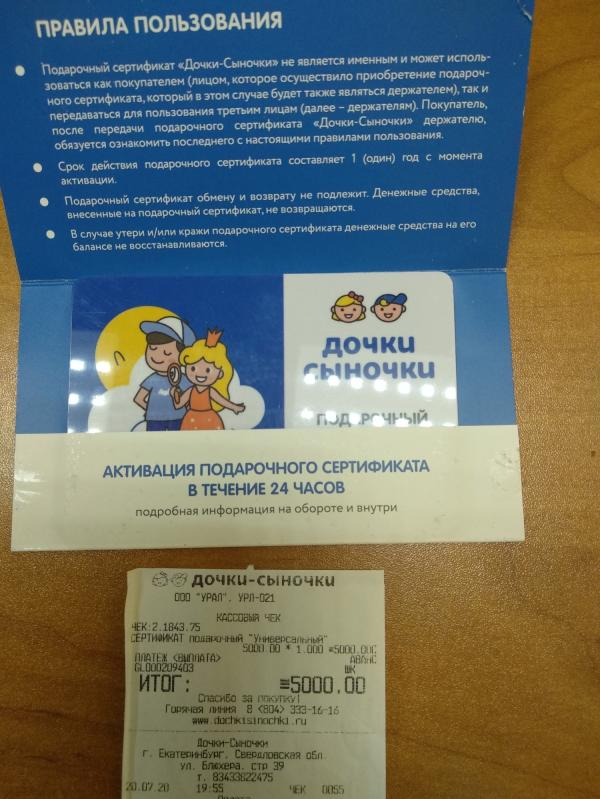 ПРАВИЛА ПОЛЬЗОВАНИЯ
Подарочный сертификат «Дочки-Сыночки» не является именным и может исполь-
зоваться как покупателем (лицом, которое осуществило приобретение подароч-
ного сертификата, который в этом случае будет также являться держателем), так и
передаваться для пользования третьим лицам (далее – держателям). Покупатель,
после передачи подарочного сертификата «Дочки-Сыночки» держателю,
обязуется ознакомить последнего с настоящими правилами пользования.
Срок действия подарочного сертификата составляет 1 (один) год с момента
активации.
Подарочный сертификат обмену и возврату не подлежит. Денежные средства,
внесенные на подарочный сертификат, не возвращаются.
В случае утери и/или кражи подарочного сертификата денежные средства на его
балансе не восстанавливаются.
дочки
сыночки
ПОДАРОЧНЫЙ
АКТИВАЦИЯ ПОДАРОЧНОГО СЕРТИФИКАТА
В ТЕЧЕНИЕ 24 ЧАСОВ
подробная информация на обороте и внутри
дочки-сыночки
ООО "УРАЛ", УРЛ-021
КАССОВЫЙ ЧЕК
ЧЕК:2.1843.75
СЕРТИФИКАТ подарочный "Универсальный"
5000.00 * 1.000 =5000.00
ПЛАТЕЖ <ВЫПЛАТА> АВАНС
GL000209403 ШК
ИТОГ: =5000.00
Спасибо за покупку!
Горячая линия 8 <804> 333-16-16
www.dochkisinochki.ru
Дочки-Сыночки
г. Екатеринбург, Свердловская обл.
ул. Блюхера, стр 39
т. 83433822475
20.07.20 19:55 ЧЕК 0055